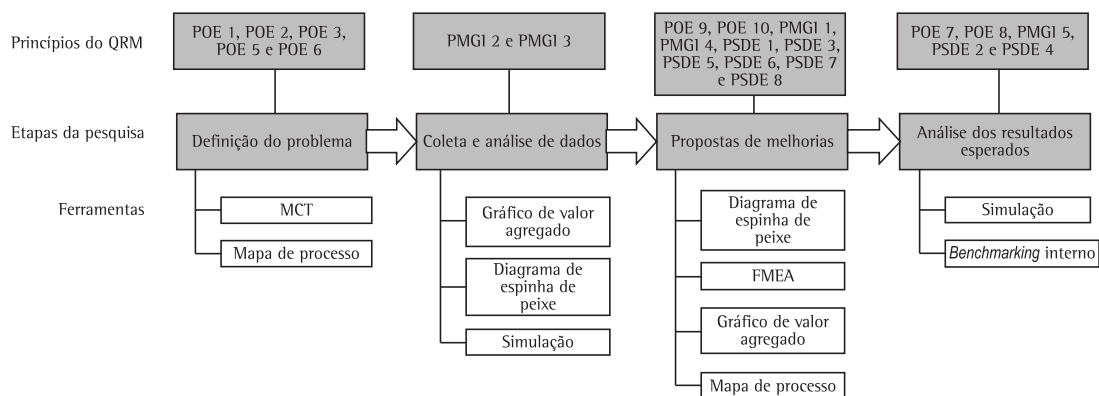 Princípios do QRM
POE 1, POE 2, POE 3,
POE 5 e POE 6
PMGI 2 e PMGI 3
POE 9, POE 10, PMGI 1,
PMGI 4, PSDE 1, PSDE 3,
PSDE 5, PSDE 6, PSDE 7
e PSDE 8
POE 7, POE 8, PMGI 5,
PSDE 2 e PSDE 4
Etapas da pesquisa
Definição do problema
Coleta e análise de dados
Propostas de melhorias
Análise dos resultados
esperados
Ferramentas
MCT
Mapa de processo
Gráfico de valor
agregado
Diagrama de
espinha de
peixe
Simulação
Diagrama de
espinha de
peixe
FMEA
Gráfico de valor
agregado
Mapa de processo
Simulação
Benchmarking interno